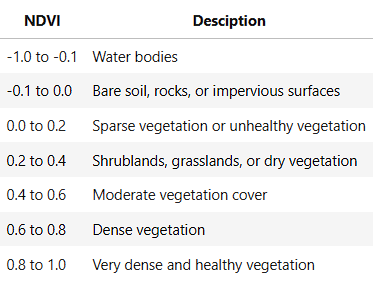 NDVI Desciption
-1.0 to -0.1 Water bodies
-0.1 to 0.0 Bare soil, rocks, or impervious surfaces
0.0 to 0.2 Sparse vegetation or unhealthy vegetation
0.2 to 0.4 Shrublands, grasslands, or dry vegetation
0.4 to 0.6 Moderate vegetation cover
0.6 to 0.8 Dense vegetation
0.8 to 1.0 Very dense and healthy vegetation